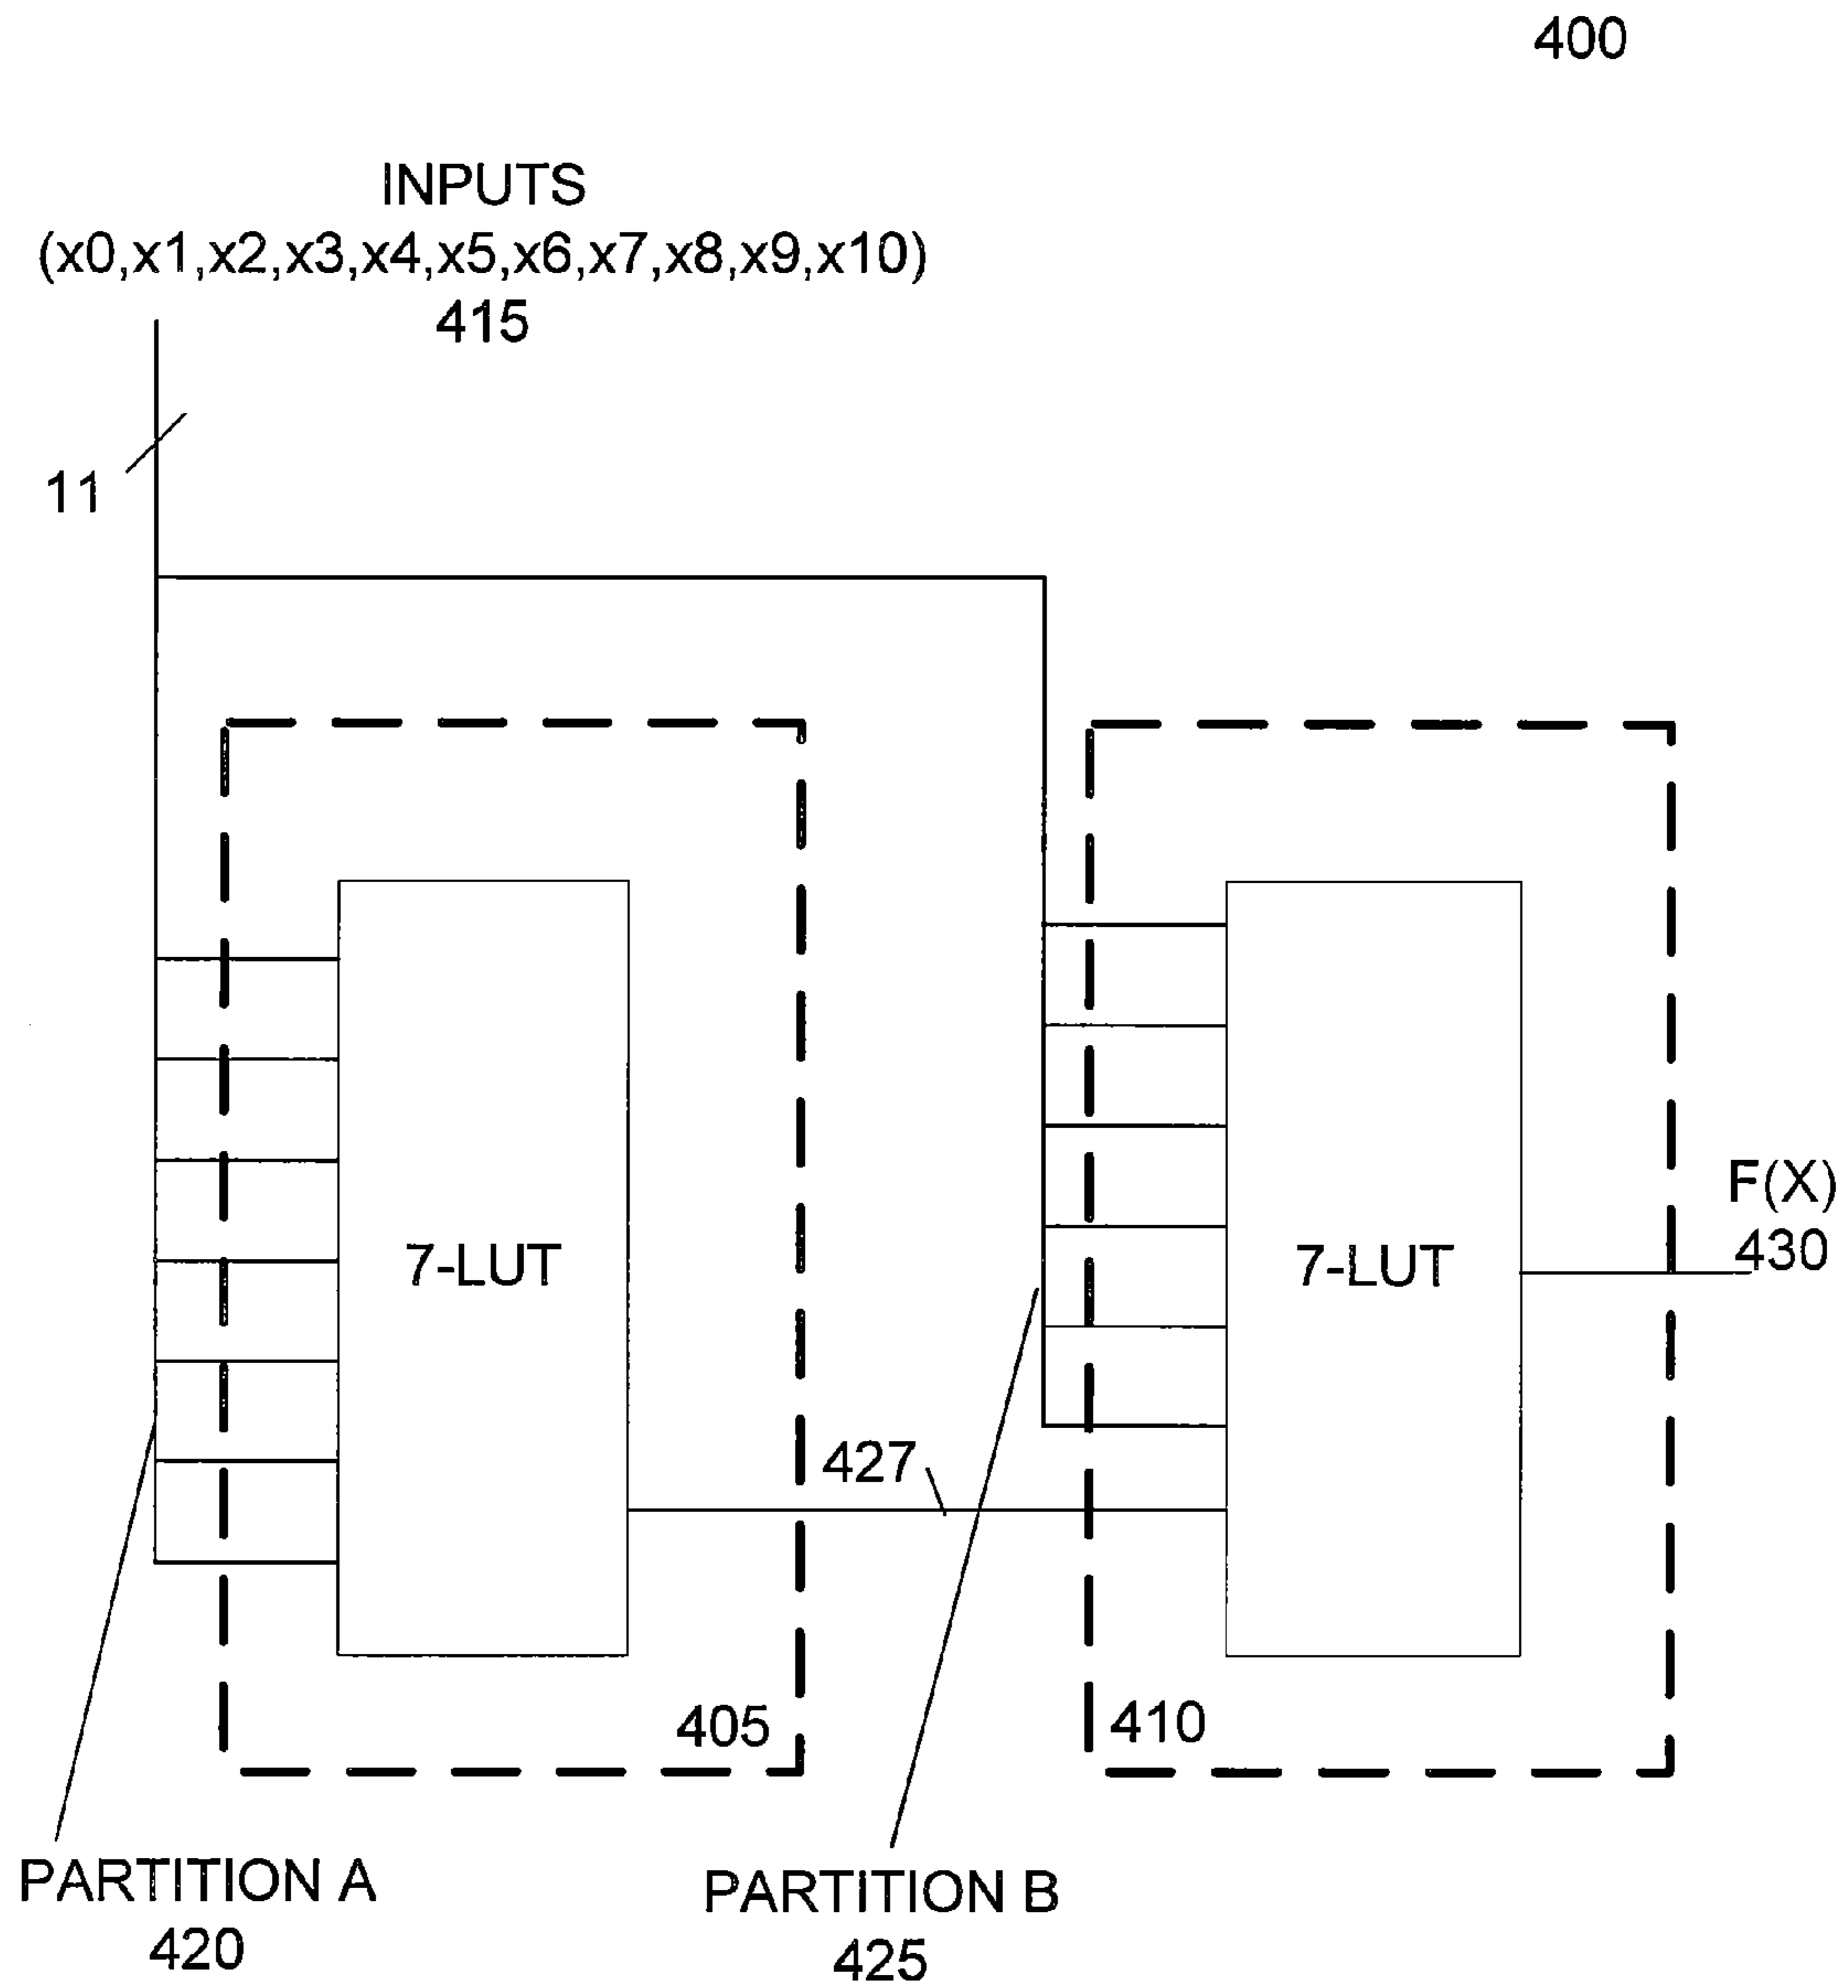 400
INPUTS
(x0,x1,x2,x3,x4,x5,x6,x7,x8,x9,x10)
415
11
7-LUT
7-LUT
F(X)
430
427
405
410
PARTITION A
420
PARTITION B
425